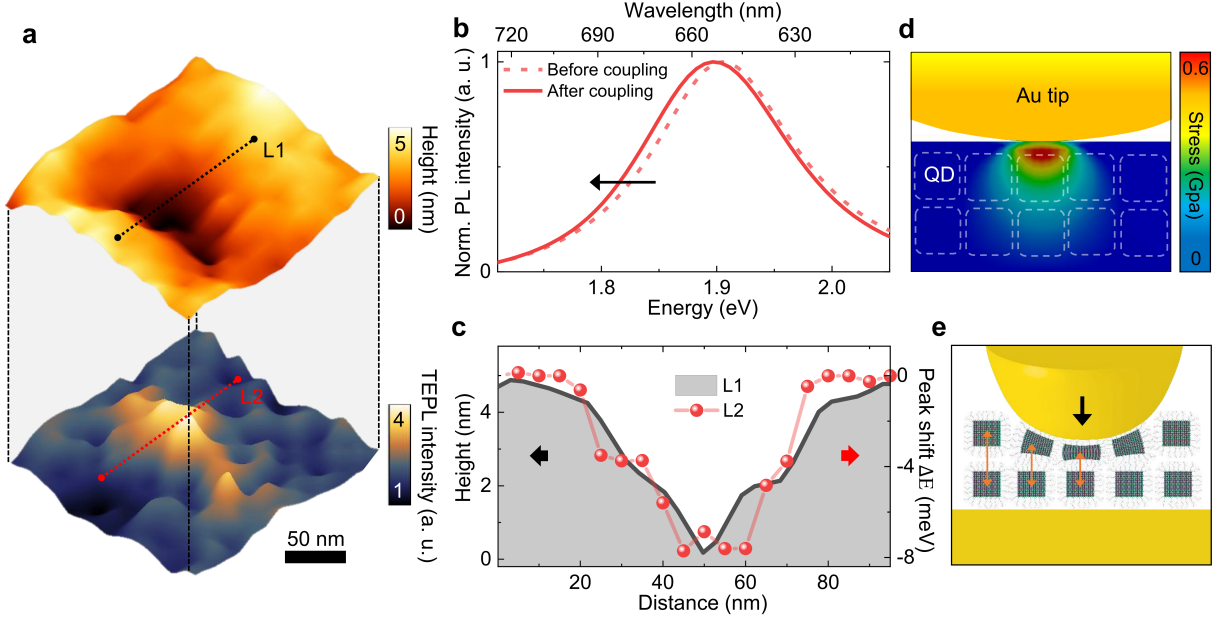 a
L1
5
0
Height (nm)
L2
4
1
TEPL intensity (a. u.)
50 nm
b
Wavelength (nm)
720 690 660 630
Before coupling
After coupling
1
0
Norm. PL intensity (a. u.)
1.8 1.9 2.0
Energy (eV)
c
L1
L2
4
2
0
Height (nm)
0
-4
-8
Peak shift ΔE (meV)
20 40 60 80
Distance (nm)
d
Au tip
QD
0.6
0
Stress (Gpa)
e